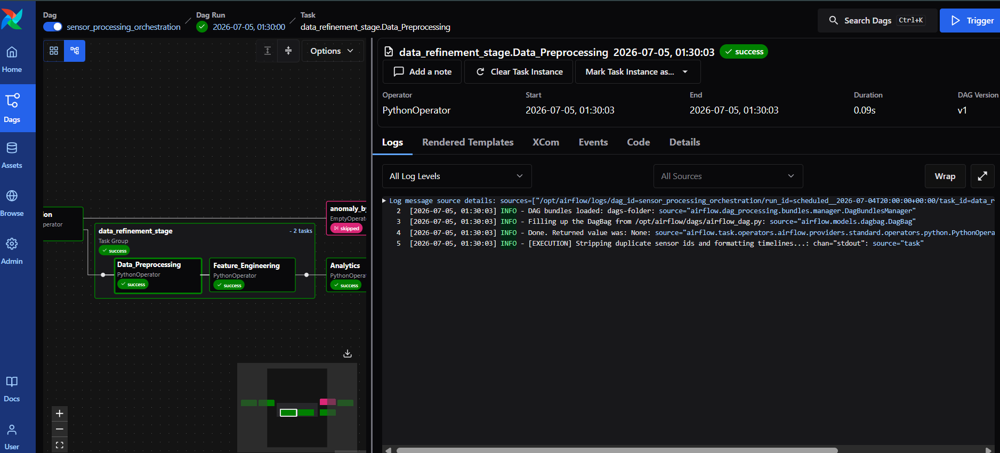 Dag
sensor_processing_orchestration
Dag Run
2026-07-05, 01:30:00
Task
data_refinement_stage.Data_Preprocessing
Search Dags Ctrl+K
Trigger
Home
Dags
Assets
Browse
Admin
Docs
User
Options
ion
perator
data_refinement_stage
- 2 tasks
Task Group
success
Data_Preprocessing
PythonOperator
success
Feature_Engineering
PythonOperator
success
anomaly_by
EmptyOperat
skipped
Analytics
PythonOpera
success
data_refinement_stage.Data_Preprocessing 2026-07-05, 01:30:03 success
Add a note
Clear Task Instance
Mark Task Instance as...
Operator
PythonOperator
Start
2026-07-05, 01:30:03
End
2026-07-05, 01:30:03
Duration
0.09s
DAG Version
v1
Logs Rendered Templates XCom Events Code Details
All Log Levels
All Sources
Wrap
Log message source details: sources=["/opt/airflow/logs/dag_id=sensor_processing_orchestration/run_id=scheduled__2026-07-04T20:00:00+00:00/task_id=data_r
2 [2026-07-05, 01:30:03] INFO - DAG bundles loaded: dags-folder: source="airflow.dag_processing.bundles.manager.DagBundlesManager"
3 [2026-07-05, 01:30:03] INFO - Filling up the DagBag from /opt/airflow/dags/airflow_dag.py: source="airflow.models.dagbag.DagBag"
4 [2026-07-05, 01:30:03] INFO - Done. Returned value was: None: source="airflow.task.operators.airflow.providers.standard.operators.python.PythonOpera
5 [2026-07-05, 01:30:03] INFO - [EXECUTION] Stripping duplicate sensor ids and formatting timelines...: chan="stdout": source="task"